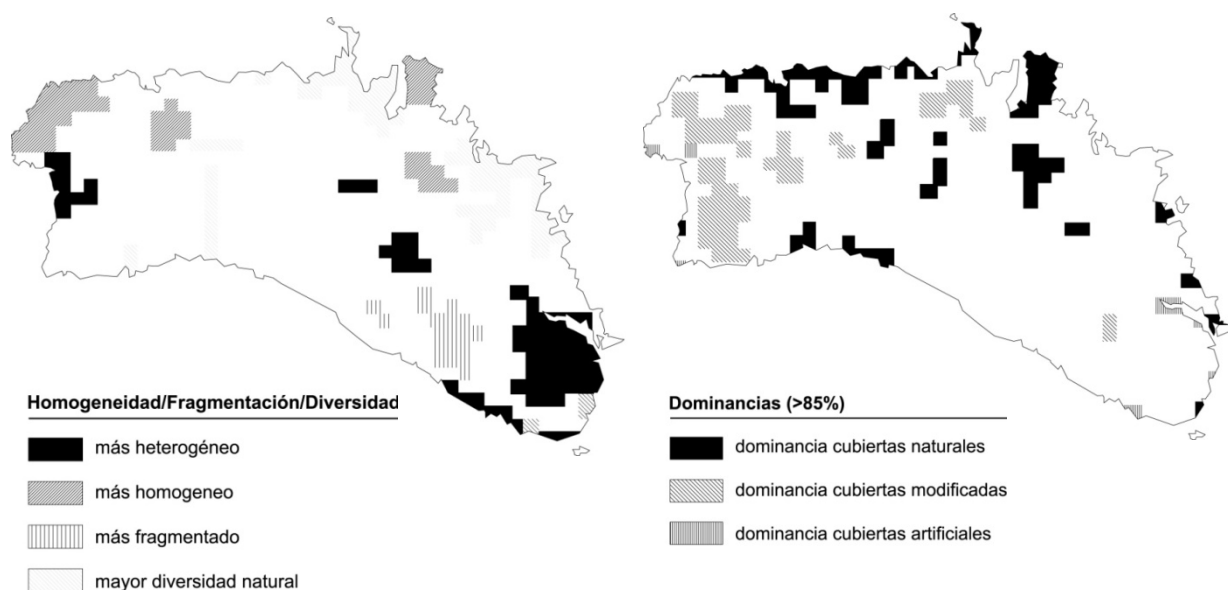 Homogeneidad/Fragmentación/Diversidad
más heterogéneo
más homogeneo
más fragmentado
mayor diversidad natural
Dominancias (>85%)
dominancia cubiertas naturales
dominancia cubiertas modificadas
dominancia cubiertas artificiales